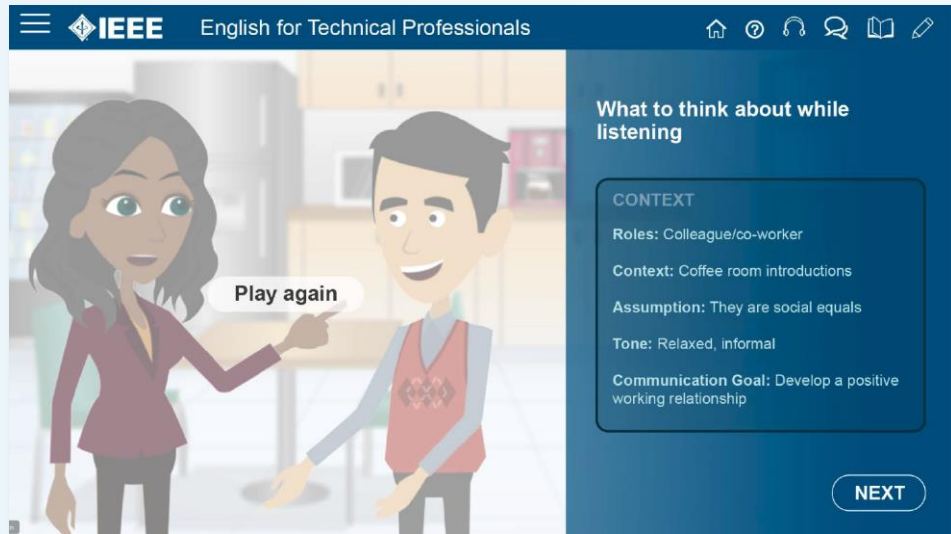 IEEE English for Technical Professionals
What to think about while
listening
Play again
CONTEXT
Roles: Colleague/co-worker
Context: Coffee room introductions
Assumption: They are social equals
Tone: Relaxed, informal
Communication Goal: Develop a positive
working relationship
NEXT